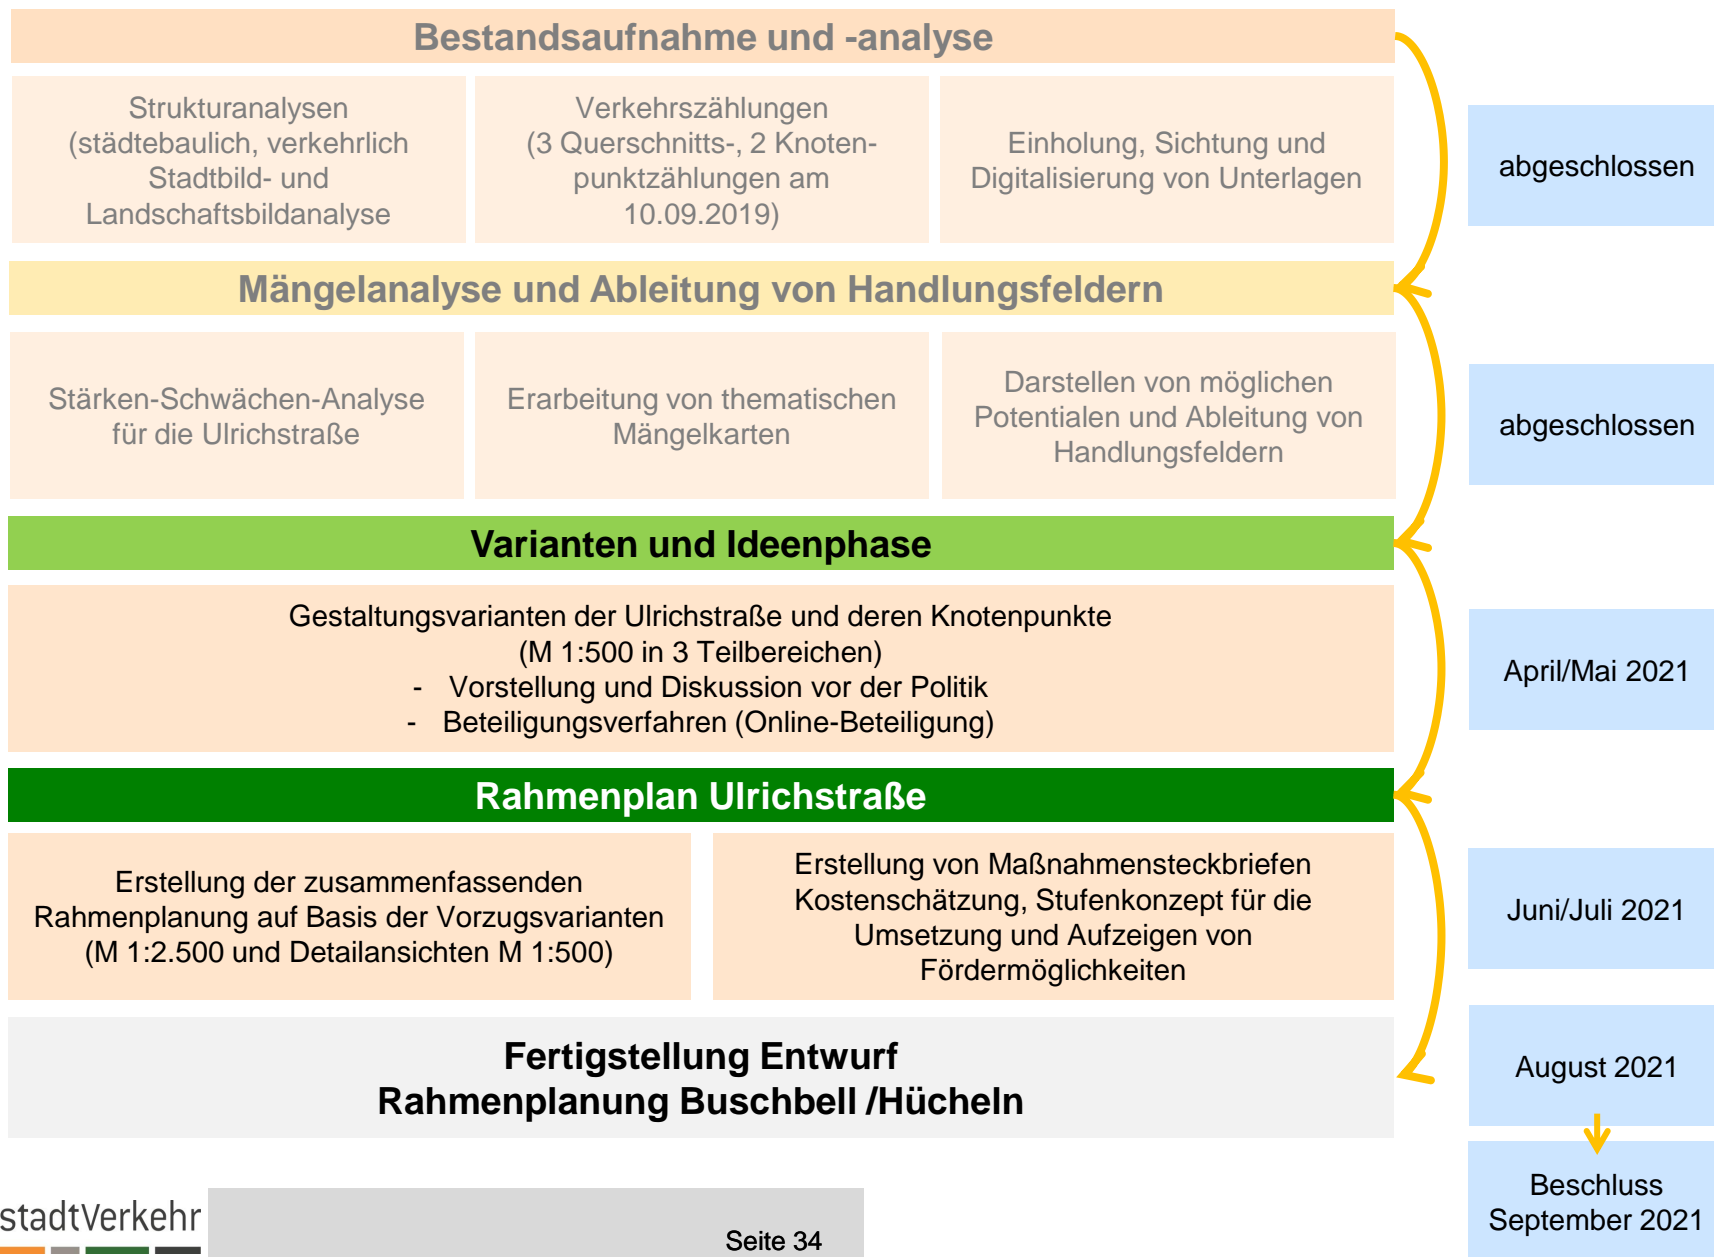 Bestandsaufnahme und -analyse
Strukturanalysen
(städtebaulich, verkehrlich
Stadtbild- und
Landschaftsbildanalyse
Verkehrszählungen
(3 Querschnitts-, 2 Knoten-
punktzählungen am
10.09.2019)
Einholung, Sichtung und
Digitalisierung von Unterlagen
abgeschlossen
Mängelanalyse und Ableitung von Handlungsfeldern
Stärken-Schwächen-Analyse
für die Ulrichstraße
Erarbeitung von thematischen
Mängelkarten
Darstellen von möglichen
Potentialen und Ableitung von
Handlungsfeldern
abgeschlossen
Varianten und Ideenphase
Gestaltungsvarianten der Ulrichstraße und deren Knotenpunkte
(M 1:500 in 3 Teilbereichen)
- Vorstellung und Diskussion vor der Politik
- Beteiligungsverfahren (Online-Beteiligung)
April/Mai 2021
Rahmenplan Ulrichstraße
Erstellung der zusammenfassenden
Rahmenplanung auf Basis der Vorzugsvarianten
(M 1:2.500 und Detailansichten M 1:500)
Erstellung von Maßnahmensteckbriefen
Kostenschätzung, Stufenkonzept für die
Umsetzung und Aufzeigen von
Fördermöglichkeiten
Juni/Juli 2021
Fertigstellung Entwurf
Rahmenplanung Buschbell /Hücheln
August 2021
Beschluss
September 2021
stadtVerkehr
Seite 34